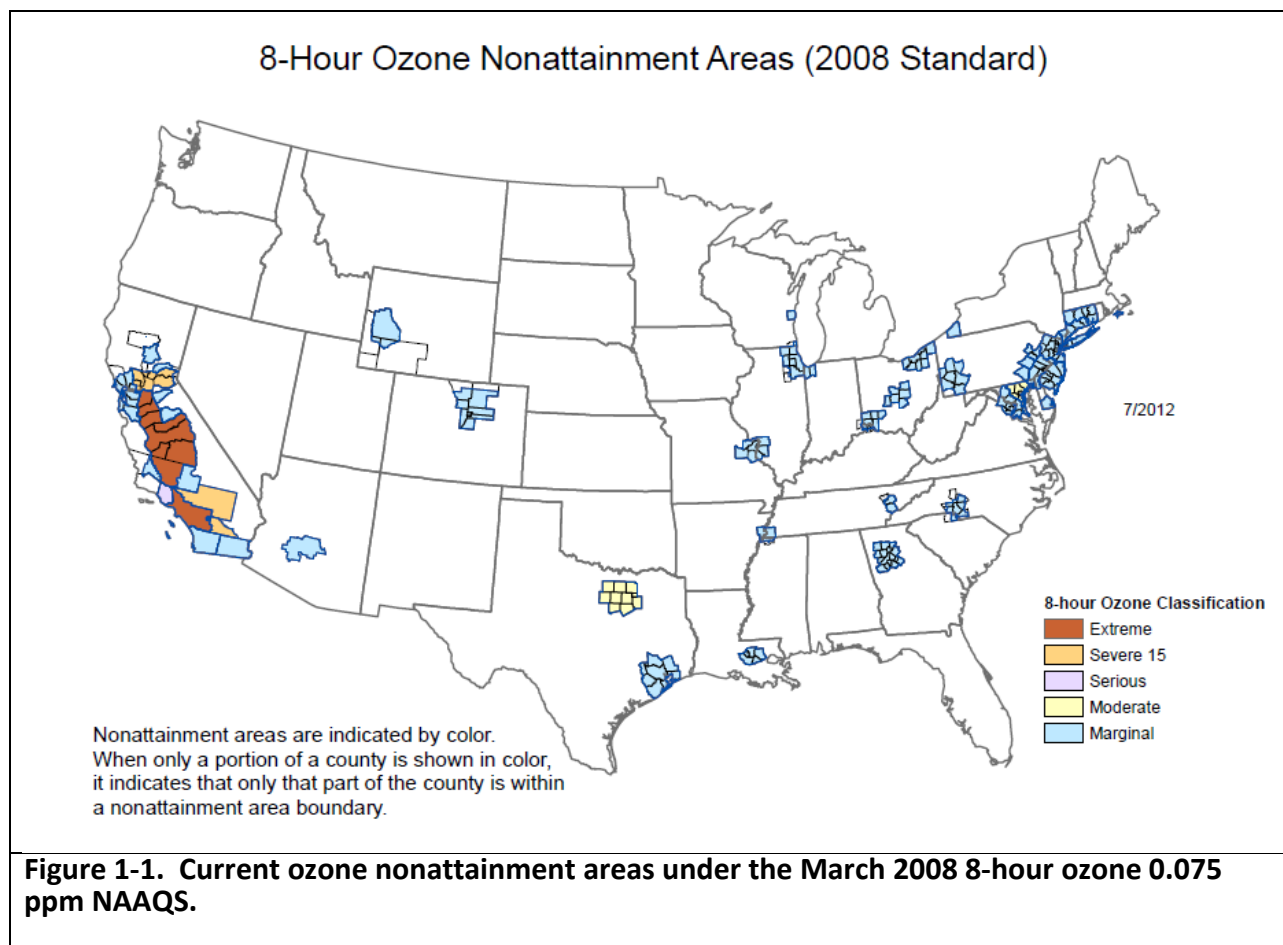 8-Hour Ozone Nonattainment Areas (2008 Standard)
7/2012
8-hour Ozone Classification
Extreme
Severe 15
Serious
Moderate
Marginal
Nonattainment areas are indicated by color.
When only a portion of a county is shown in color,
it indicates that only that part of the county is within
a nonattainment area boundary.
Figure 1-1. Current ozone nonattainment areas under the March 2008 8-hour ozone 0.075
ppm NAAQS.